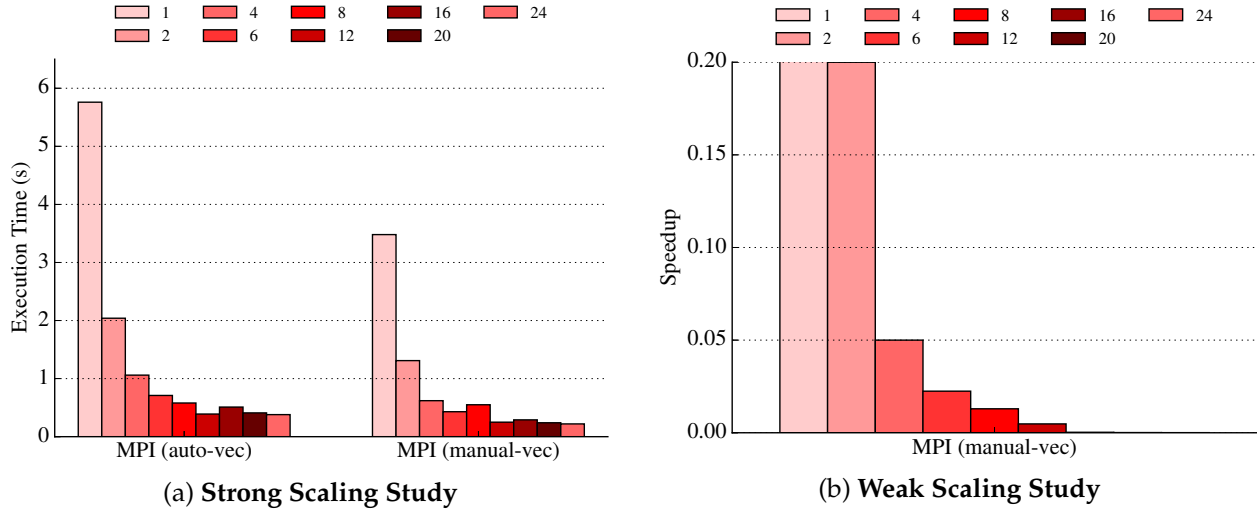 1 4 8 16 24
2 6 12 20
6
5
4
3
2
1
0
Execution Time (s)
MPI (auto-vec) MPI (manual-vec)
(a) Strong Scaling Study
1 4 8 16 24
2 6 12 20
0.20
0.15
0.10
0.05
0.00
Speedup
MPI (manual-vec)
(b) Weak Scaling Study